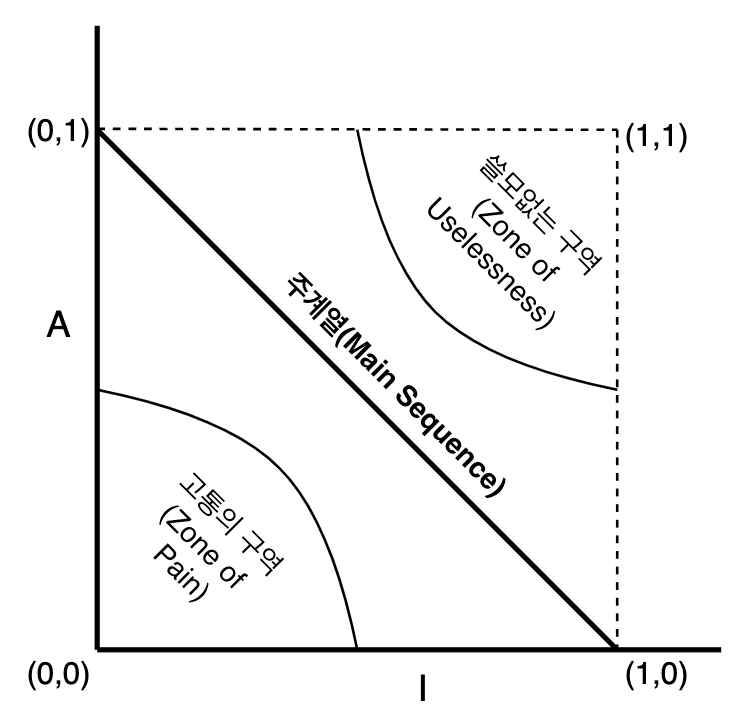 (0,1)
(1,1)
쓸모없는 구역
(Zone of
Uselessness)
A
주계열(Main Sequence)
고통의 구역
(Zone of
Pain)
(0,0)
I
(1,0)